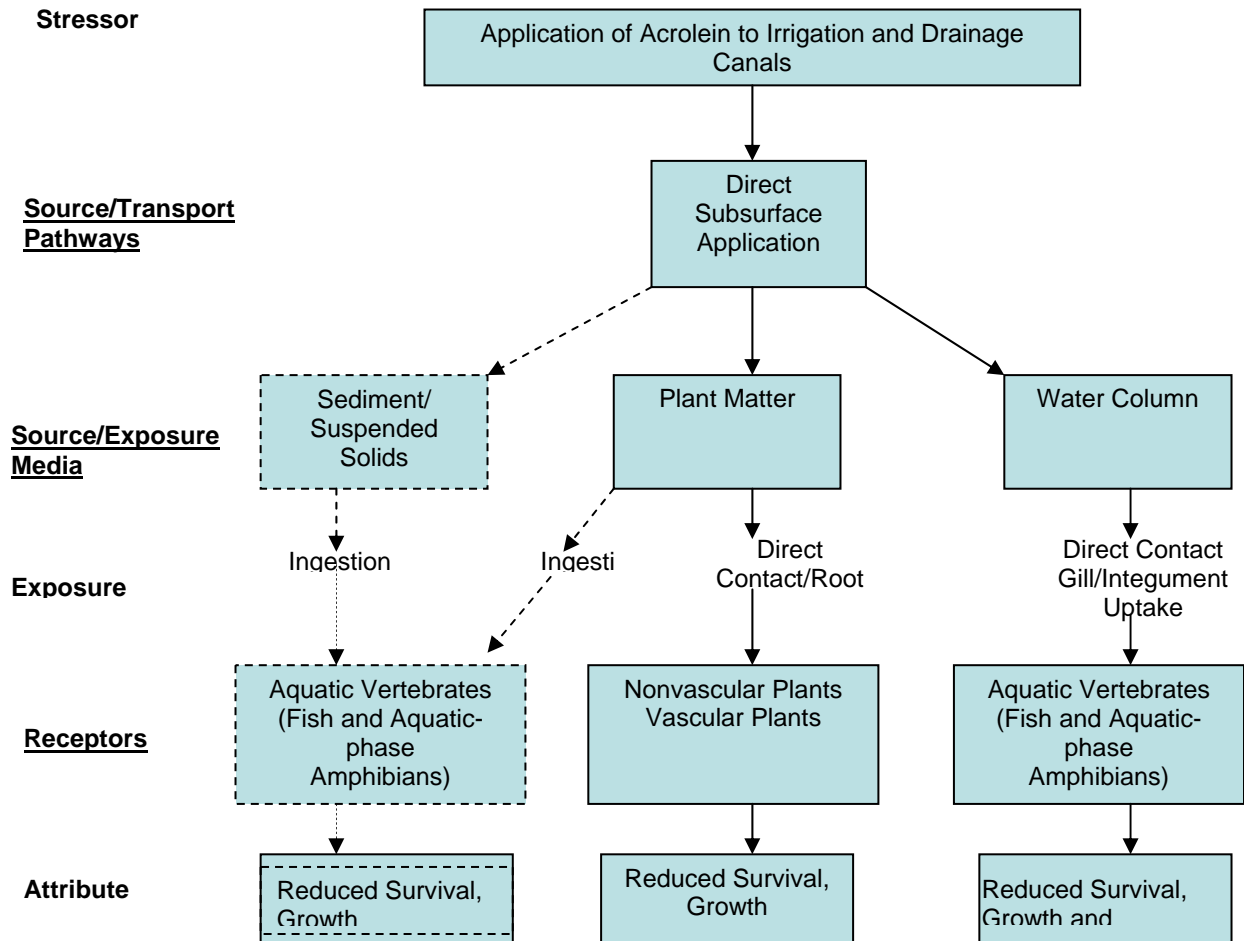 Stressor
Application of Acrolein to Irrigation and Drainage
Canals
Source/Transport
Pathways
Direct
Subsurface
Application
Source/Exposure
Media
Sediment/
Suspended
Solids
Plant Matter
Water Column
Exposure
Ingestion
Ingesti
Direct
Contact/Root
Direct Contact
Gill/Integument
Uptake
Receptors
Aquatic Vertebrates
(Fish and Aquatic-
phase
Amphibians)
Nonvascular Plants
Vascular Plants
Aquatic Vertebrates
(Fish and Aquatic-
phase
Amphibians)
Attribute
Reduced Survival,
Growth
Reduced Survival,
Growth
Reduced Survival,
Growth and